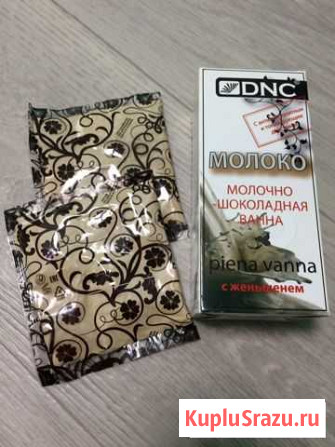 DNC
МОЛОКО
МОЛОЧНО
-ШОКОЛАДНАЯ
ВАННА
piena vanna
с женьшенем
KupluSrazu.ru